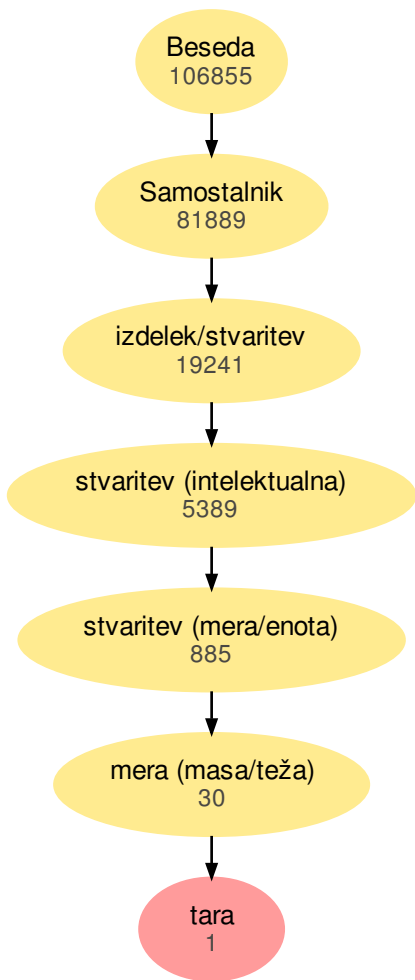 Beseda
106855
Samostalnik
81889
izdelek/stvaritev
19241
stvaritev (intelektualna)
5389
stvaritev (mera/enota)
885
mera (masa/teža)
30
tara
1